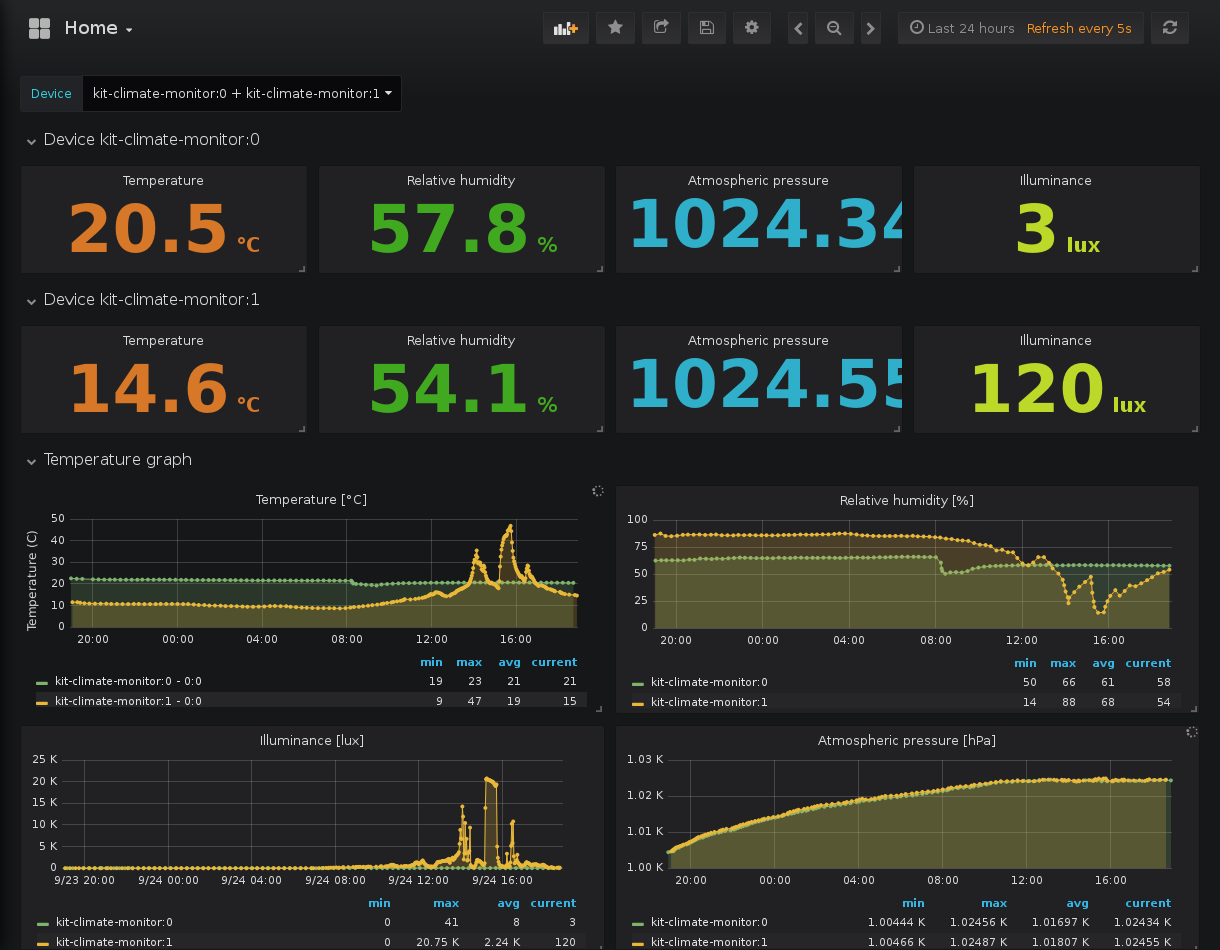 Home
Last 24 hours Refresh every 5s
Device kit-climate-monitor:0 + kit-climate-monitor:1
Device kit-climate-monitor:0
Temperature Relative humidity Atmospheric pressure Illuminance
20.5 °C 57.8 % 1024.34 3 lux
Device kit-climate-monitor:1
Temperature Relative humidity Atmospheric pressure Illuminance
14.6 °C 54.1 % 1024.55 120 lux
Temperature graph
Temperature [°C]
Temperature (C)
50
40
30
20
10
0
20:00 00:00 04:00 08:00 12:00 16:00
min max avg current
kit-climate-monitor:0 - 0:0 19 23 21 21
kit-climate-monitor:1 - 0:0 9 47 19 15
Relative humidity [%]
100
75
50
25
0
20:00 00:00 04:00 08:00 12:00 16:00
min max avg current
kit-climate-monitor:0 50 66 61 58
kit-climate-monitor:1 14 88 68 54
Illuminance [lux]
25 K
20 K
15 K
10 K
5 K
0
9/23 20:00 9/24 00:00 9/24 04:00 9/24 08:00 9/24 12:00 9/24 16:00
min max avg current
kit-climate-monitor:0 0 41 8 3
kit-climate-monitor:1 0 20.75 K 2.24 K 120
Atmospheric pressure [hPa]
1.03 K
1.02 K
1.01 K
1.00 K
20:00 00:00 04:00 08:00 12:00 16:00
min max avg current
kit-climate-monitor:0 1.00444 K 1.02456 K 1.01697 K 1.02434 K
kit-climate-monitor:1 1.00466 K 1.02487 K 1.01807 K 1.02455 K